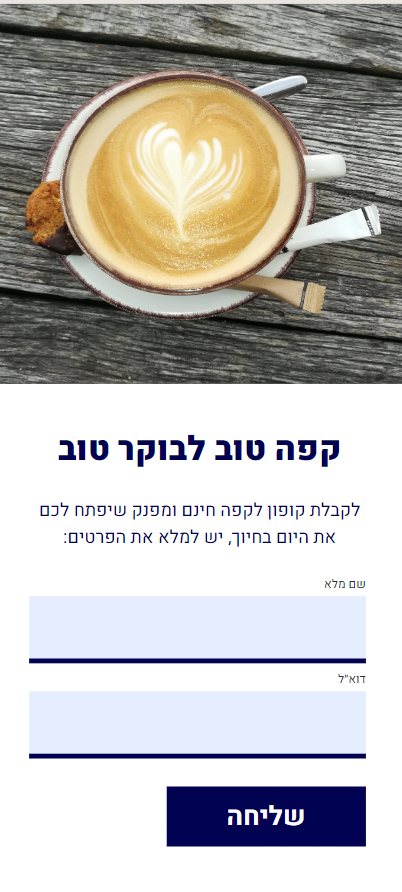 קפה טוב לבוקר טוב
לקבלת קופון לקפה חינם ומפנק שיפתח לכם
את היום בחיוך, יש למלא את הפרטים:
שם מלא
דוא"ל
שליחה